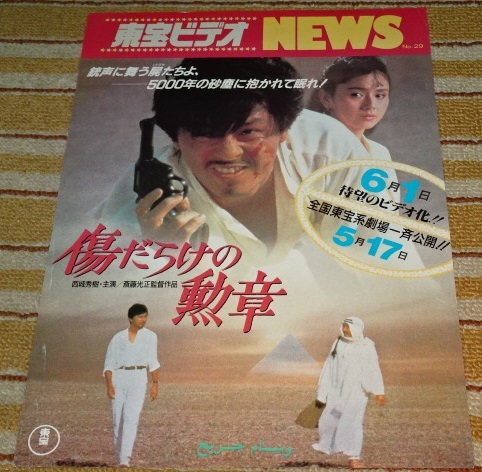 東宝ビデオ NEWS
No.29
銃声に舞う屍たちよ、
——5000年の砂塵に抱かれて眠れ!
6月1日
待望のビデオ化!!
全国東宝系劇場一斉公開!!
5月17日
傷だらけの
勲章
西城秀樹・主演/斎藤光正監督作品
東宝
وسام جريح